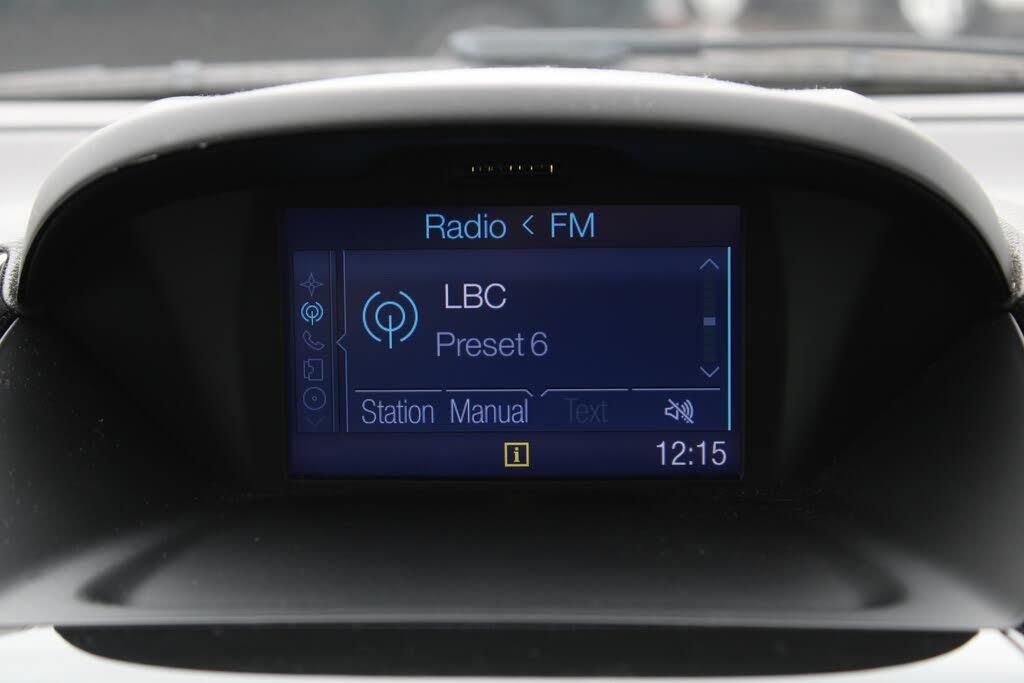 Radio < FM
LBC
Preset 6
Station Manual Text
i
12:15